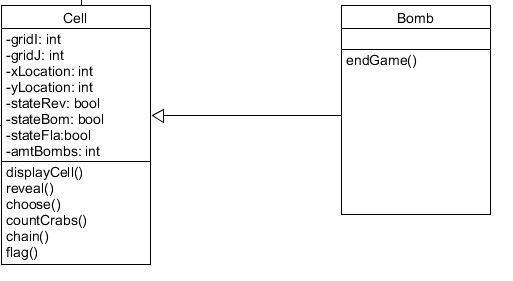 Cell
-gridI: int
-gridJ: int
-xLocation: int
-yLocation: int
-stateRev: bool
-stateBom: bool
-stateFla:bool
-amtBombs: int
displayCell()
reveal()
choose()
countCrabs()
chain()
flag()
Bomb
endGame()